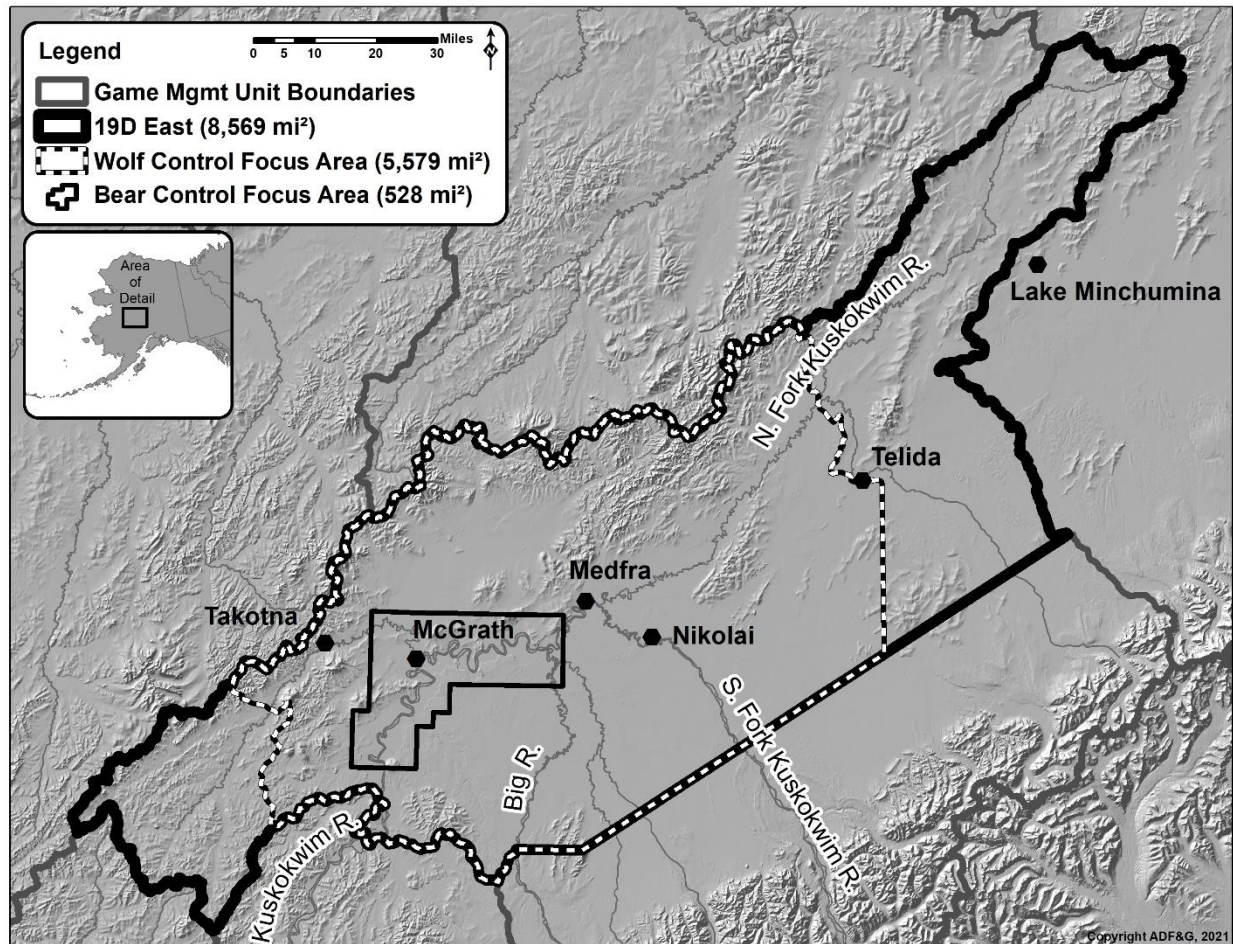 Legend
0 5 10 20 30 Miles
N
Game Mgmt Unit Boundaries
19D East (8,569 mi²)
Wolf Control Focus Area (5,579 mi²)
Bear Control Focus Area (528 mi²)
Area
of
Detail
Lake Minchumina
N. Fork Kuskokwim R.
Telida
Medfra
Takotna
McGrath
Nikolai
S. Fork Kuskokwim R.
Big R.
Kuskokwim R.
Copyright ADF&G, 2021